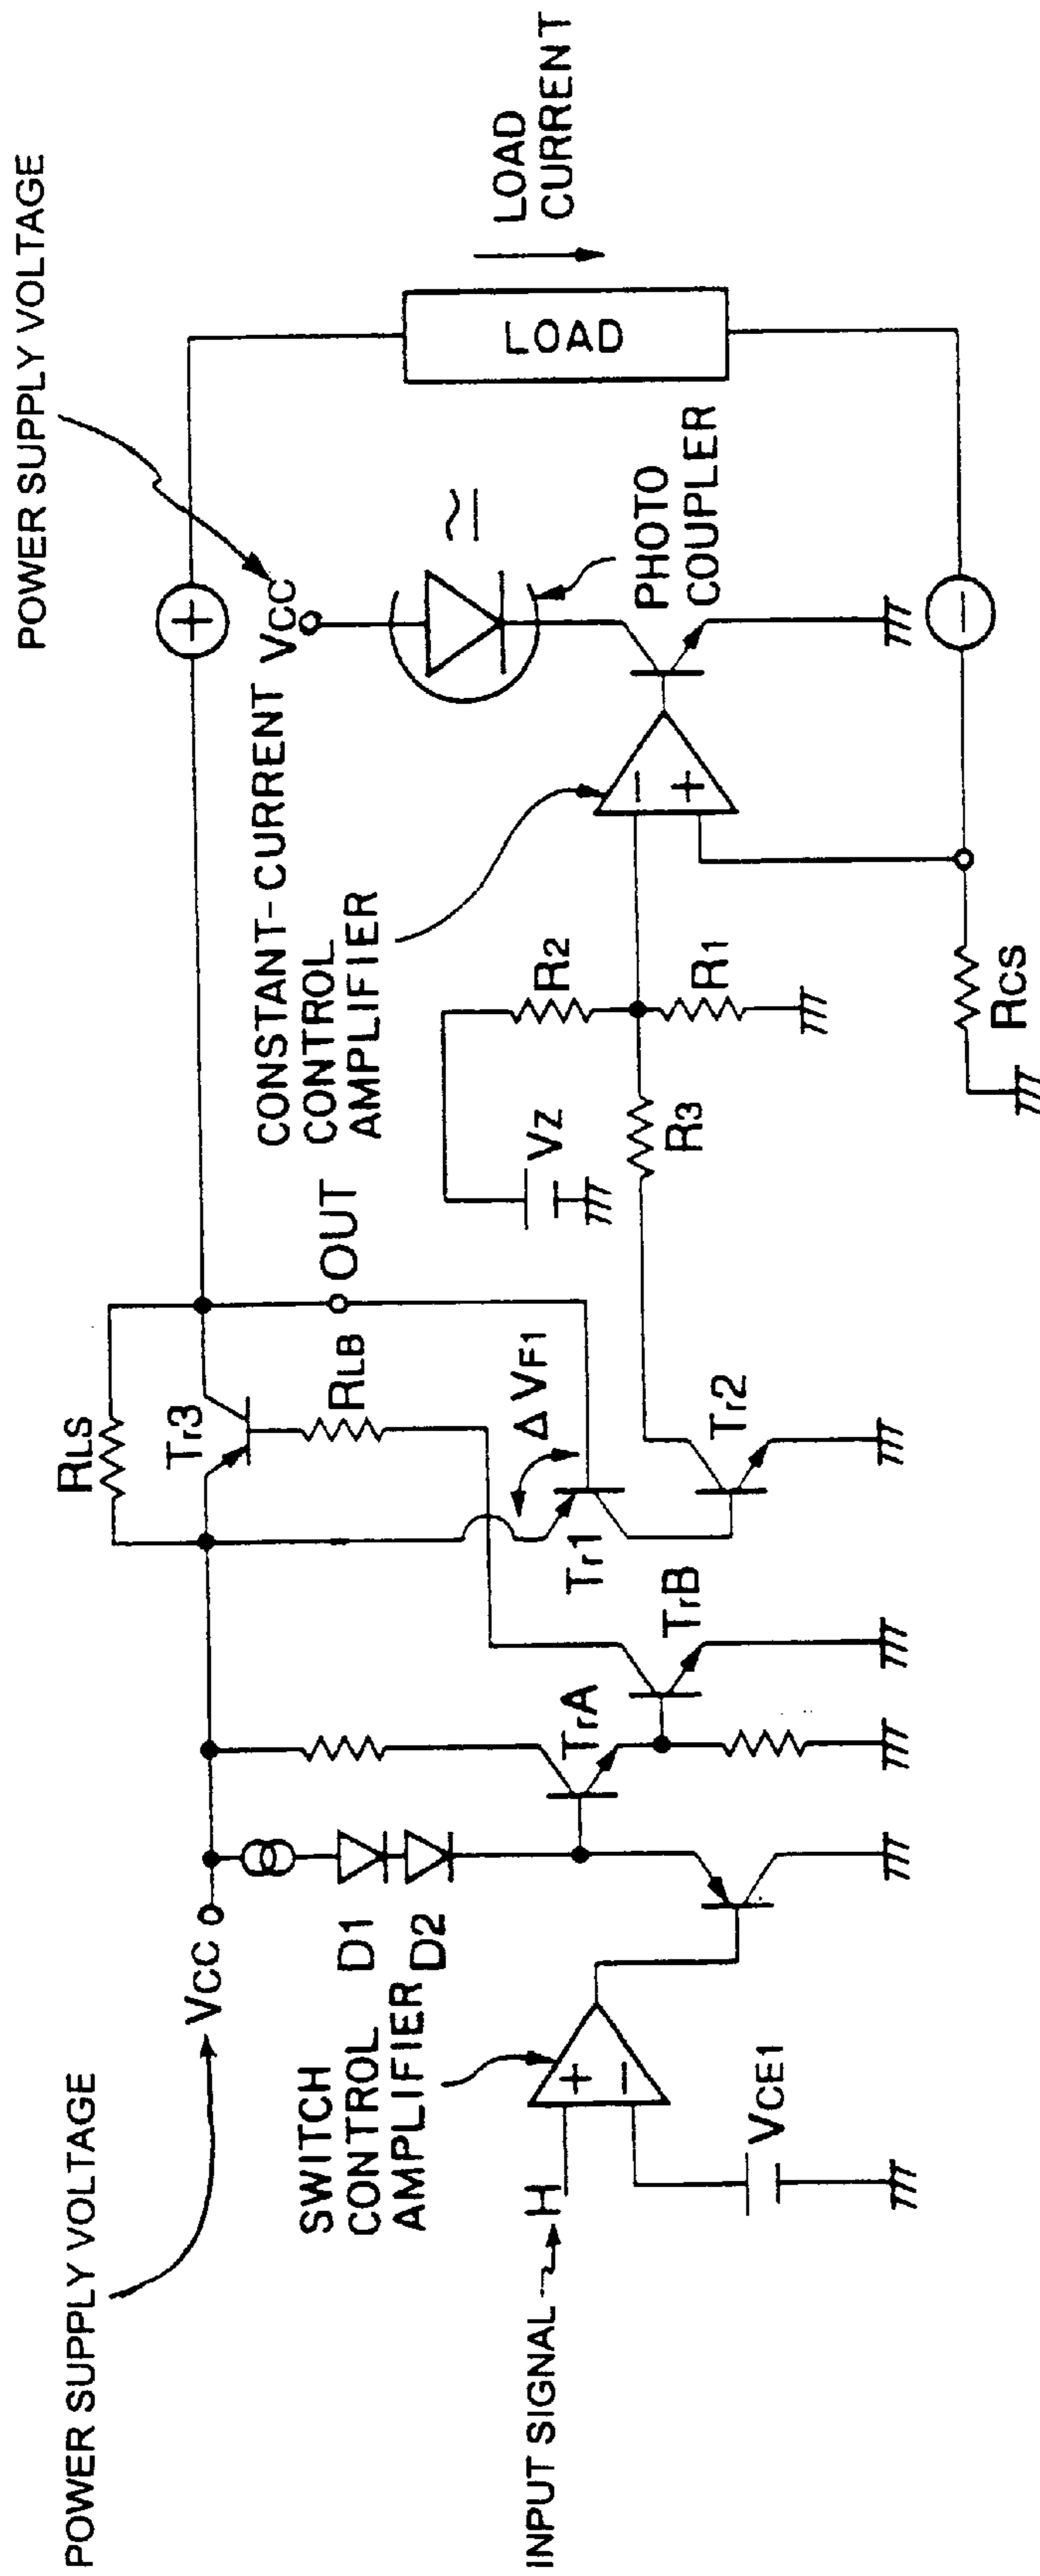 POWER SUPPLY VOLTAGE
VCC
SWITCH
CONTROL
AMPLIFIER
D1
D2
INPUT SIGNAL
H
+
−
VCE1
TrA
TrB
RLS
Tr3
RLB
OUT
ΔVF1
Tr1
Tr2
CONSTANT-CURRENT
CONTROL
AMPLIFIER
VZ
R2
R3
R1
−
+
RCS
POWER SUPPLY VOLTAGE
VCC
+
PHOTO
COUPLER
−
LOAD
LOAD
CURRENT